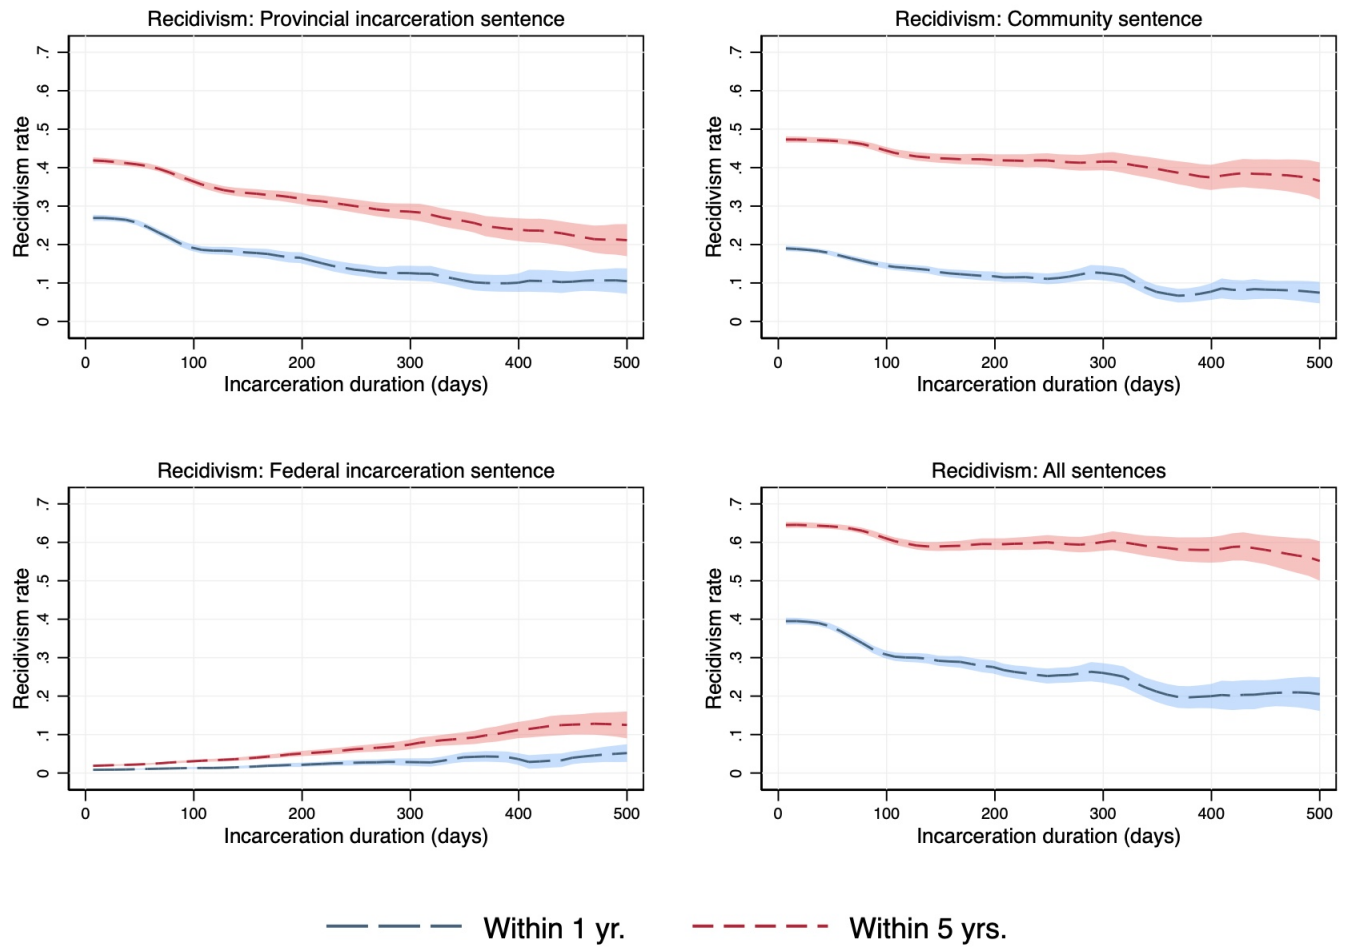 Recidivism: Provincial incarceration sentence
Recidivism rate
.7
.6
.5
.4
.3
.2
.1
0
0 100 200 300 400 500
Incarceration duration (days)
Recidivism: Community sentence
Recidivism rate
.7
.6
.5
.4
.3
.2
.1
0
0 100 200 300 400 500
Incarceration duration (days)
Recidivism: Federal incarceration sentence
Recidivism rate
.7
.6
.5
.4
.3
.2
.1
0
0 100 200 300 400 500
Incarceration duration (days)
Recidivism: All sentences
Recidivism rate
.7
.6
.5
.4
.3
.2
.1
0
0 100 200 300 400 500
Incarceration duration (days)
Within 1 yr. Within 5 yrs.